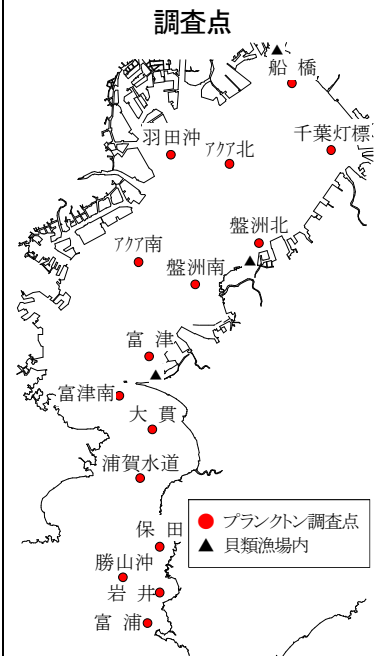 調査点
船橋
千葉灯標
羽田沖
アクア北
盤洲北
アクア南
盤洲南
富津
富津南
大貫
浦賀水道
プランクトン調査点
貝類漁場内
保田
勝山沖
岩井
富浦